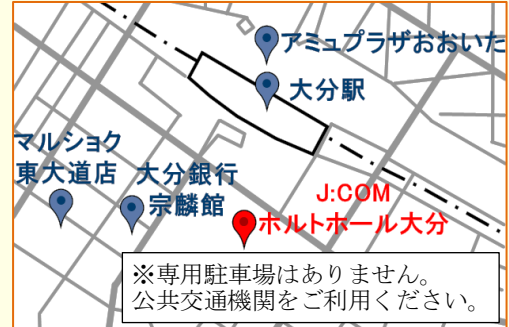 アミュプラザおおいた
大分駅
マルショク
東大道店
大分銀行
宗麟館
J:COM
ホルトホール大分
※専用駐車場はありません。
公共交通機関をご利用ください。